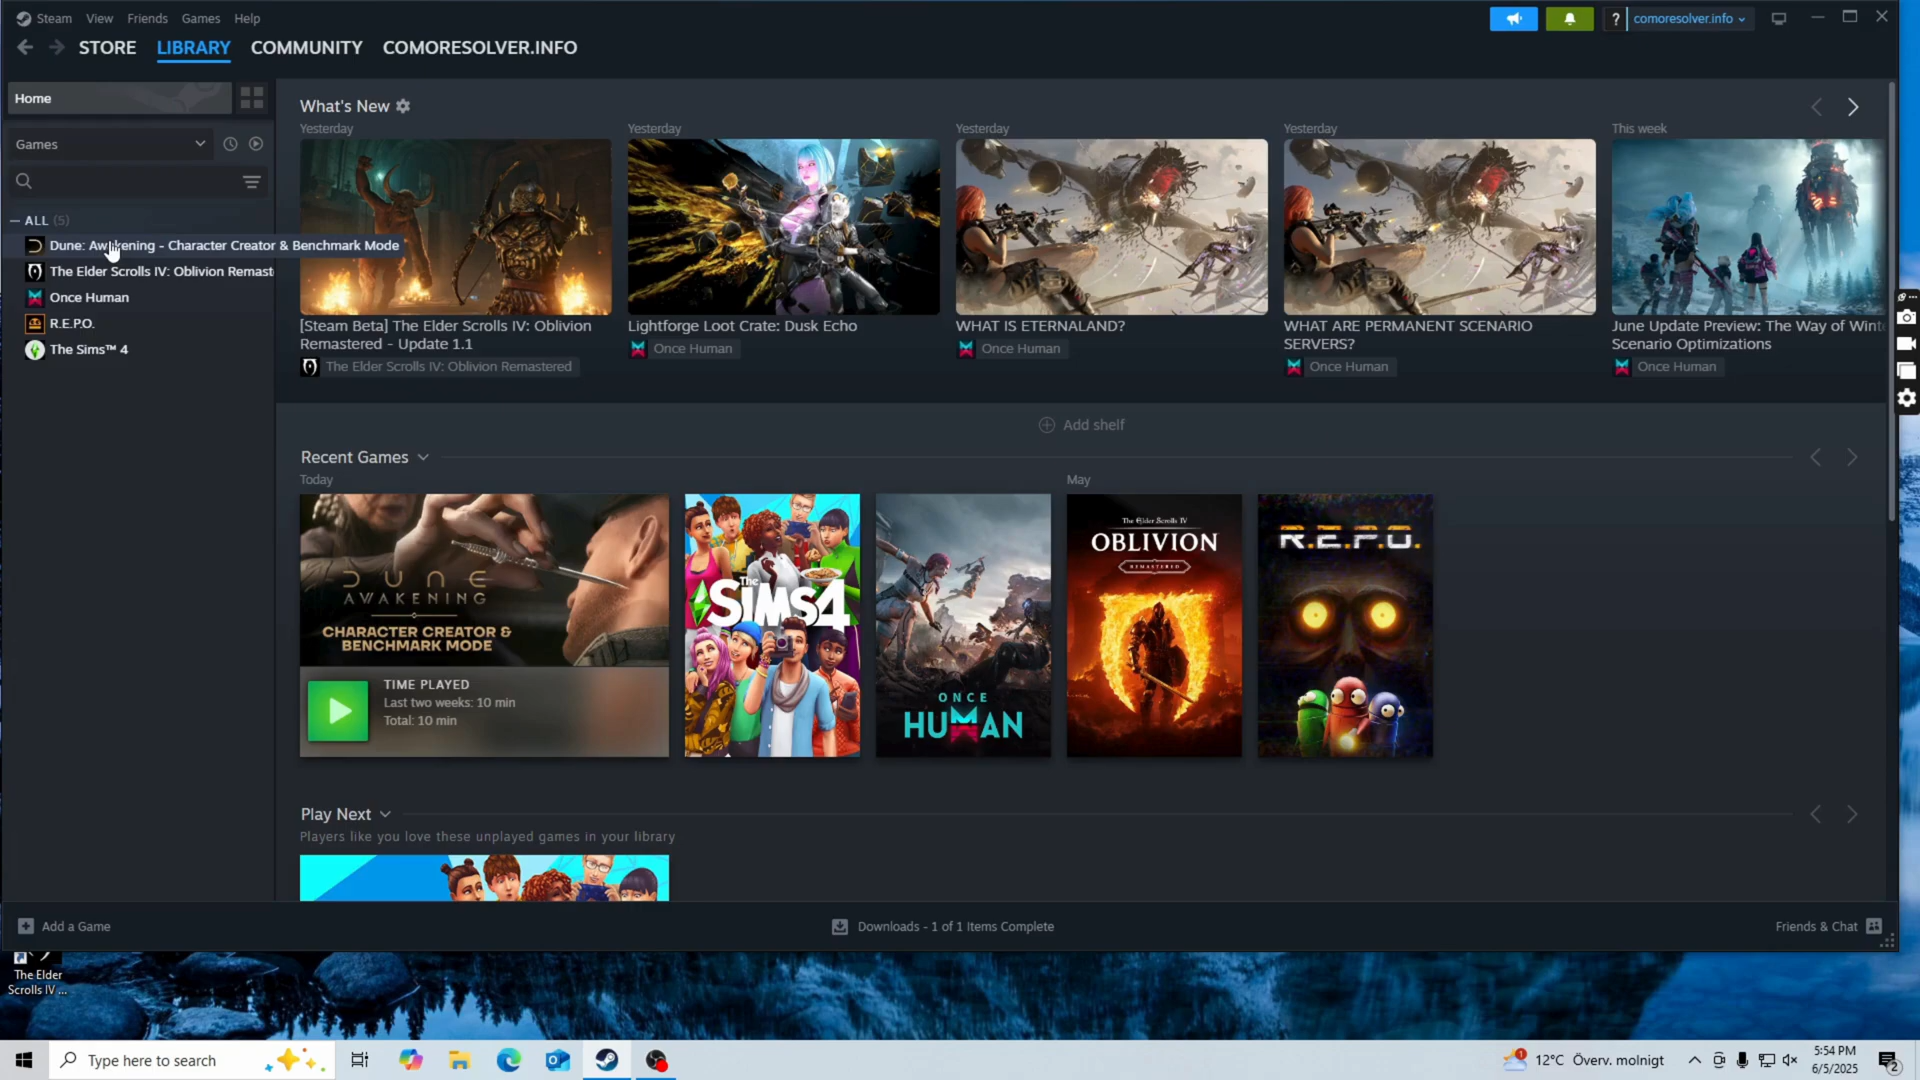 Steam View Friends Games Help
? comoresolver.info
STORE LIBRARY COMMUNITY COMORESOLVER.INFO
Home
Games
ALL (5)
Dune: Awakening - Character Creator & Benchmark Mode
The Elder Scrolls IV: Oblivion Remast
Once Human
R.E.P.O.
The Sims™ 4
What's New
Yesterday
Yesterday
Yesterday
Yesterday
This week
[Steam Beta] The Elder Scrolls IV: Oblivion
Remastered - Update 1.1
The Elder Scrolls IV: Oblivion Remastered
Lightforge Loot Crate: Dusk Echo
Once Human
WHAT IS ETERNALAND?
Once Human
WHAT ARE PERMANENT SCENARIO
SERVERS?
Once Human
June Update Preview: The Way of Wint
Scenario Optimizations
Once Human
Add shelf
Recent Games
Today
May
DUNE
AWAKENING
CHARACTER CREATOR &
BENCHMARK MODE
TIME PLAYED
Last two weeks: 10 min
Total: 10 min
The
SIMS4
ONCE
HUMAN
The Elder Scrolls IV
OBLIVION
REMASTERED
R.E.P.O.
Play Next
Players like you love these unplayed games in your library
Add a Game
Downloads - 1 of 1 Items Complete
Friends & Chat
The Elder
Scrolls IV ...
Type here to search
1
12°C Överv. molnigt
5:54 PM
6/5/2025
2